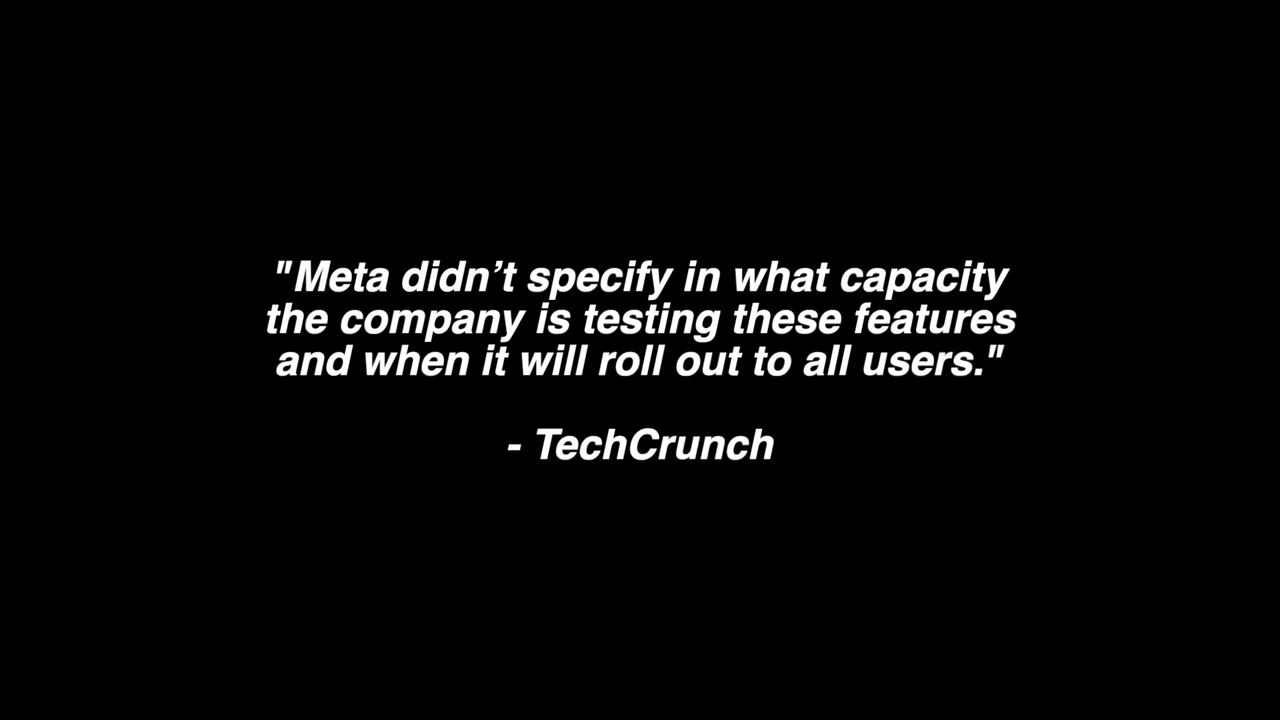 "Meta didn’t specify in what capacity
the company is testing these features
and when it will roll out to all users."
- TechCrunch